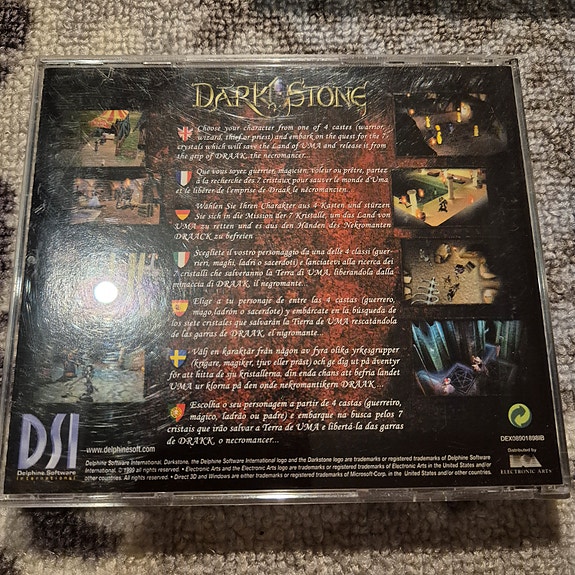 DARK STONE
Choose your character from one of 4 castes (warrior,
wizard, thief or priest) and embark on the quest for the 7
crystals which will save the Land of UMA and release it from
the grip of DRAAK, the necromancer...
Que vous soyez guerrier, magicien, voleur ou prêtre, partez
à la recherche des 7 cristaux pour sauver le monde d'Uma
et le libérer de l'emprise de Draak le nécromancien.
Wählen Sie Ihren Charakter aus 4 Kasten und stürzen
Sie sich in die Mission der 7 Kristalle, um das Land von
UMA zu retten und es aus den Händen des Nekromanten
DRAACK zu befreien
Scegliete il vostro personaggio da una delle 4 classi (guer-
rieri, maghi, ladri o sacerdoti) e lanciatevi alla ricerca dei
7 cristalli che salveranno la Terra di UMA, liberandola dalla
minaccia di DRAAK, il negromante...
Elige a tu personaje de entre las 4 castas (guerrero,
mago, ladrón o sacerdote) y embárcate en la búsqueda de
los siete cristales que salvarán la Tierra de UMA rescatándola
de las garras de DRAAK, el nigromante...
Välj en karaktär från någon av fyra olika yrkesgrupper
(krigare, magiker, tjuv eller präst) och ge dig ut på äventyr
för att hitta de sju kristallerna, din enda chans att befria landet
UMA ur klorna på den onde nekromantikern DRAAK ...
Escolha o seu personagem a partir de 4 castas (guerreiro,
mágico, ladrão ou padre) e embarque na busca pelos 7
cristais que irão salvar a Terra de UMA e libertá-la das garras
de DRAKK, o necromancer...
DSI
Delphine Software
international
www.delphinesoft.com
DEX08901898IB
Distributed by
ELECTRONIC ARTS
Delphine Software International, Darkstone, the Delphine Software International logo and the Darkstone logo are trademarks or registered trademarks of Delphine Software
International. © 1999 all rights reserved. • Electronic Arts and the Electronic Arts logo are trademarks or registered trademarks of Electronic Arts in the United States and/or
other countries. All rights reserved. • Direct 3D and Windows are either trademarks or registered trademarks of Microsoft Corp. in the United States and/or other countries.